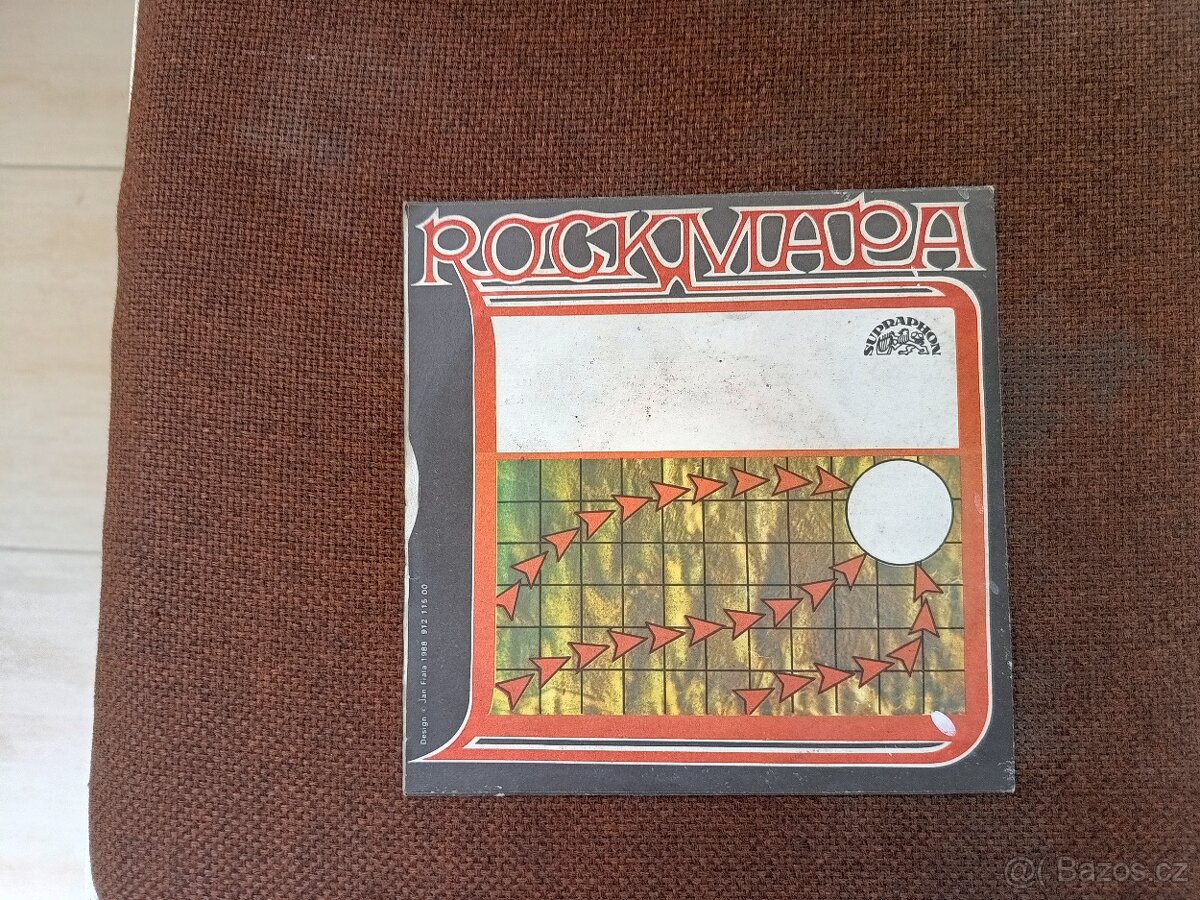 ROCKMAPA
SUPRAPHON
Design © Jan Fiala 1988 912 115 00
@( Bazos.cz